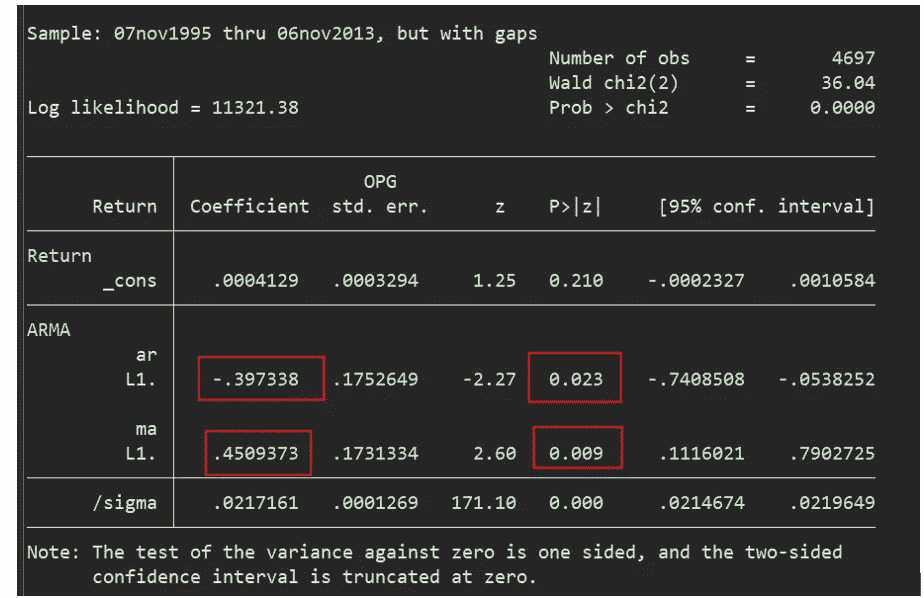 Sample: 07nov1995 thru 06nov2013, but with gaps
Number of obs = 4697
Wald chi2(2) = 36.04
Log likelihood = 11321.38 Prob > chi2 = 0.0000
OPG
Return Coefficient std. err. z P>|z| [95% conf. interval]
Return
_cons .0004129 .0003294 1.25 0.210 -.0002327 .0010584
ARMA
ar
L1. -.397338 .1752649 -2.27 0.023 -.7408508 -.0538252
ma
L1. .4509373 .1731334 2.60 0.009 .1116021 .7902725
/sigma .0217161 .0001269 171.10 0.000 .0214674 .0219649
Note: The test of the variance against zero is one sided, and the two-sided
confidence interval is truncated at zero.